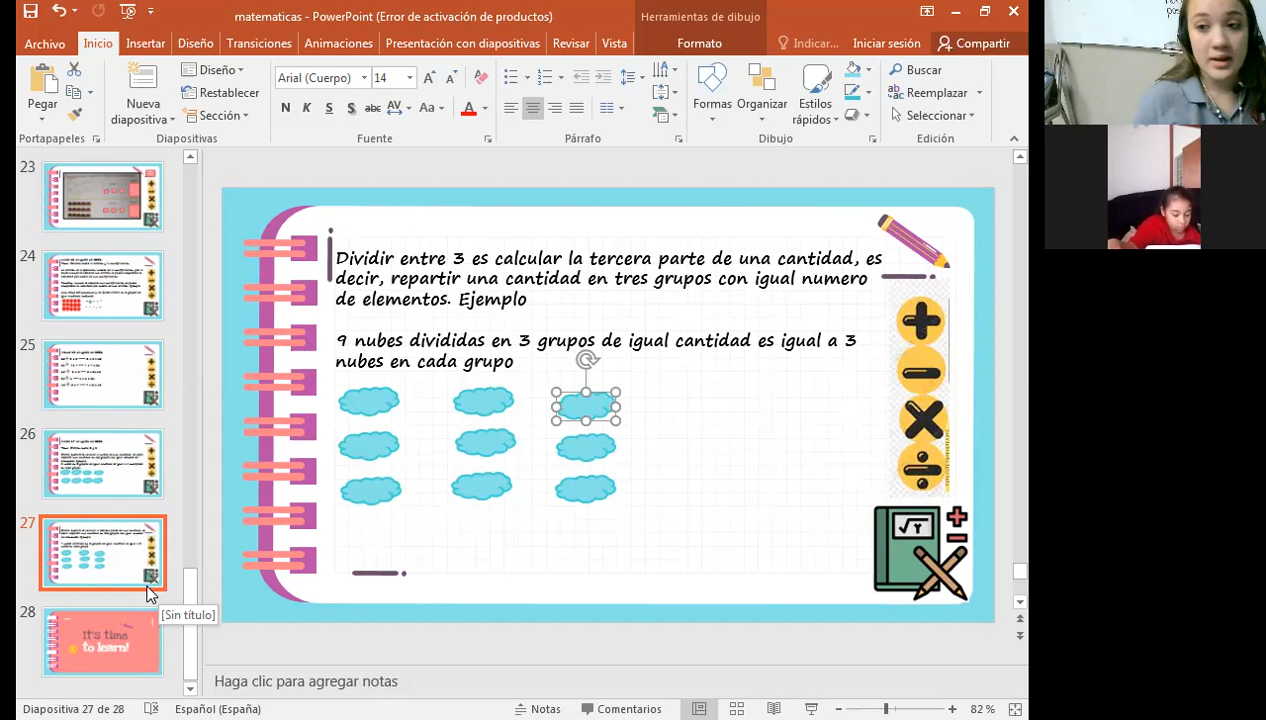 matematicas - PowerPoint (Error de activación de productos)
Herramientas de dibujo
Archivo
Inicio
Insertar
Diseño
Transiciones
Animaciones
Presentación con diapositivas
Revisar
Vista
Formato
Indicar...
Iniciar sesión
Compartir
Pegar
Nueva
diapositiva
Diseño
Restablecer
Sección
Arial (Cuerpo)
14
N K S S abc AV Aa A
Formas
Organizar
Estilos
rápidos
Buscar
Reemplazar
Seleccionar
Portapapeles
Diapositivas
Fuente
Párrafo
Dibujo
Edición
23
24
25
26
27
28
It's time
to learn!
[Sin título]
Dividir entre 3 es calcular la tercera parte de una cantidad, es
decir, repartir una cantidad en tres grupos con igual numero
de elementos. Ejemplo
9 nubes divididas en 3 grupos de igual cantidad es igual a 3
nubes en cada grupo
Haga clic para agregar notas
Diapositiva 27 de 28
Español (España)
Notas
Comentarios
82 %